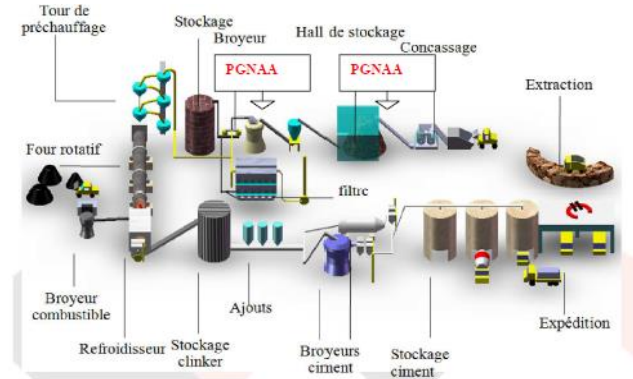 Tour de
préchauffage
Stockage
Broyeur
Hall de stockage
Concassage
PGNAA
PGNAA
Extraction
Four rotatif
filtre
Broyeur
combustible
Refroidisseur
Stockage
clinker
Ajouts
Broyeurs
ciment
Stockage
ciment
Expédition